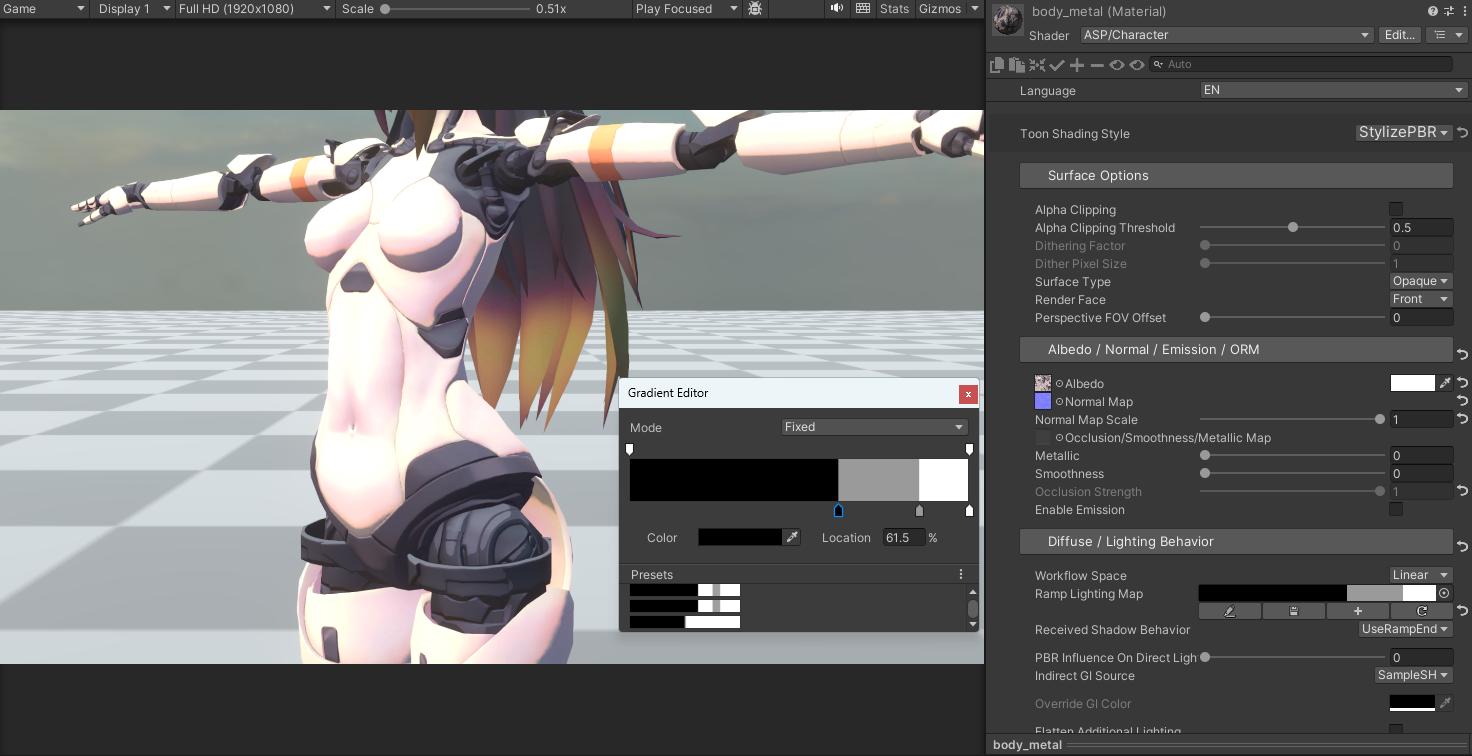 Game Display 1 Full HD (1920x1080) Scale 0.51x Play Focused Stats Gizmos
body_metal (Material)
Shader ASP/Character Edit...
Auto
Language EN
Toon Shading Style StylizePBR
Surface Options
Alpha Clipping
Alpha Clipping Threshold 0.5
Dithering Factor 0
Dither Pixel Size 1
Surface Type Opaque
Render Face Front
Perspective FOV Offset 0
Albedo / Normal / Emission / ORM
Albedo
Normal Map
Normal Map Scale 1
Occlusion/Smoothness/Metallic Map
Metallic 0
Smoothness 0
Occlusion Strength 1
Enable Emission
Diffuse / Lighting Behavior
Workflow Space Linear
Ramp Lighting Map
Received Shadow Behavior UseRampEnd
PBR Influence On Direct Ligh 0
Indirect GI Source SampleSH
Override GI Color
Flatten Additional Lighting
body_metal
Gradient Editor
x
Mode Fixed
Color Location 61.5 %
Presets